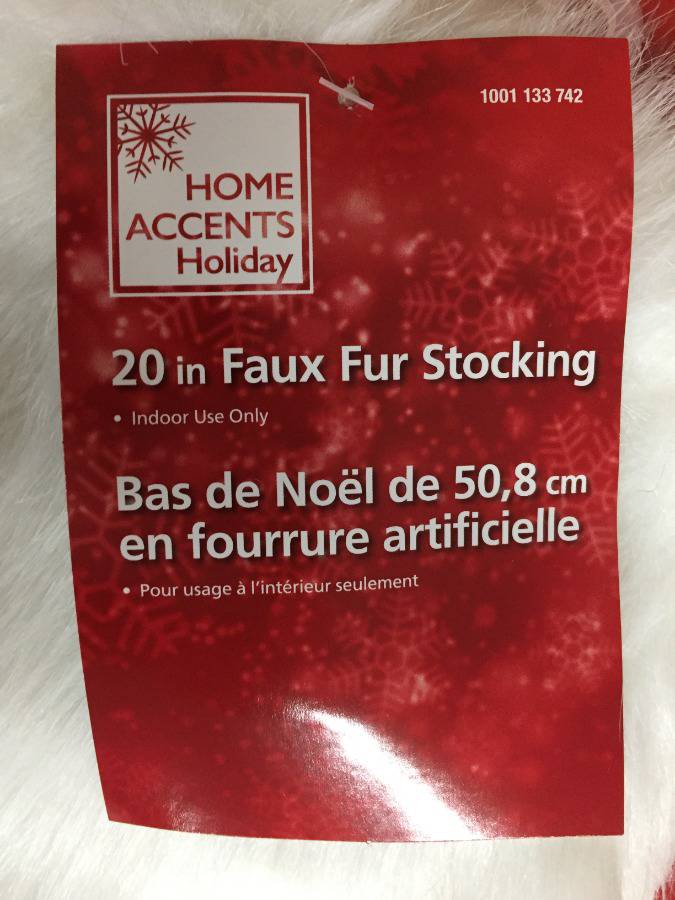 1001 133 742
HOME
ACCENTS
Holiday
20 in Faux Fur Stocking
• Indoor Use Only
Bas de Noël de 50,8 cm
en fourrure artificielle
• Pour usage à l'intérieur seulement